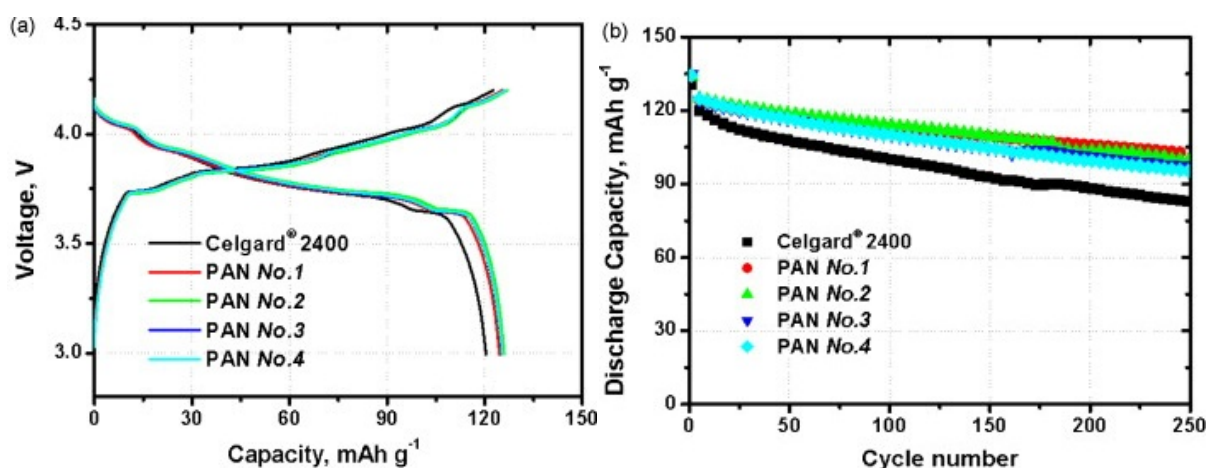 (a)
4.5
4.0
3.5
3.0
Voltage, V
Celgard® 2400
PAN No.1
PAN No.2
PAN No.3
PAN No.4
0 30 60 90 120 150
Capacity, mAh g⁻¹
(b)
150
120
90
60
30
0
Discharge Capacity, mAh g⁻¹
Celgard® 2400
PAN No.1
PAN No.2
PAN No.3
PAN No.4
0 50 100 150 200 250
Cycle number